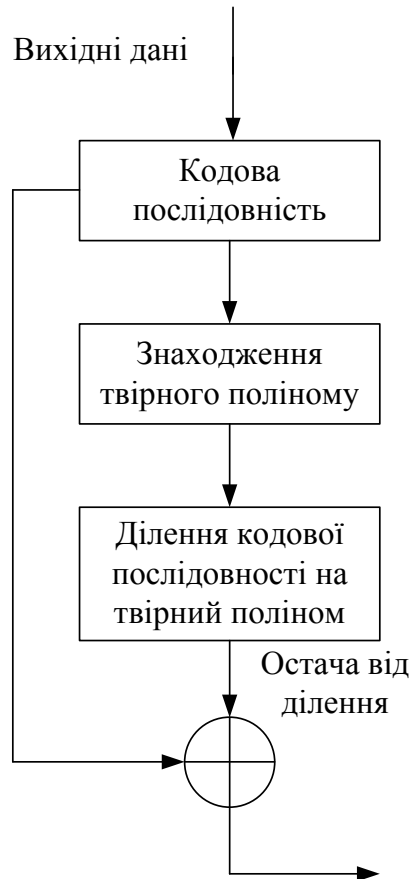 Вихідні дані
Кодова
послідовність
Знаходження
твірного поліному
Ділення кодової
послідовності на
твірний поліном
Остача від
ділення